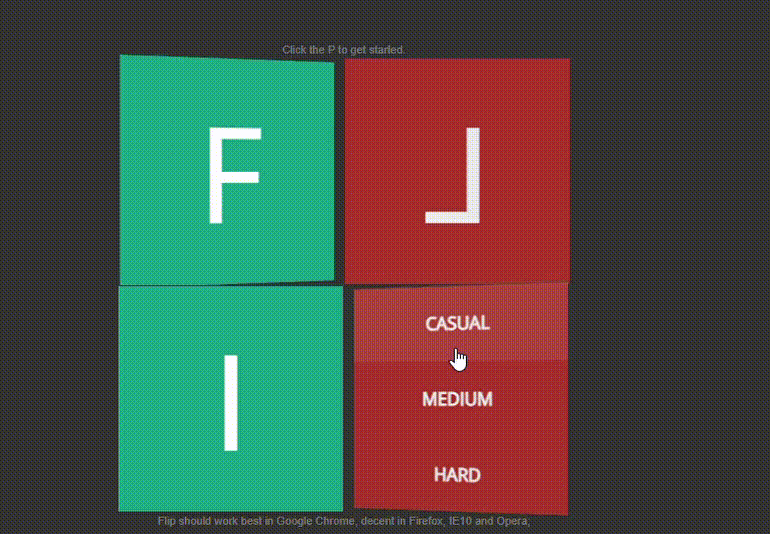 Click the P to get started.
F L
I
CASUAL
MEDIUM
HARD
Flip should work best in Google Chrome, decent in Firefox, IE10 and Opera;